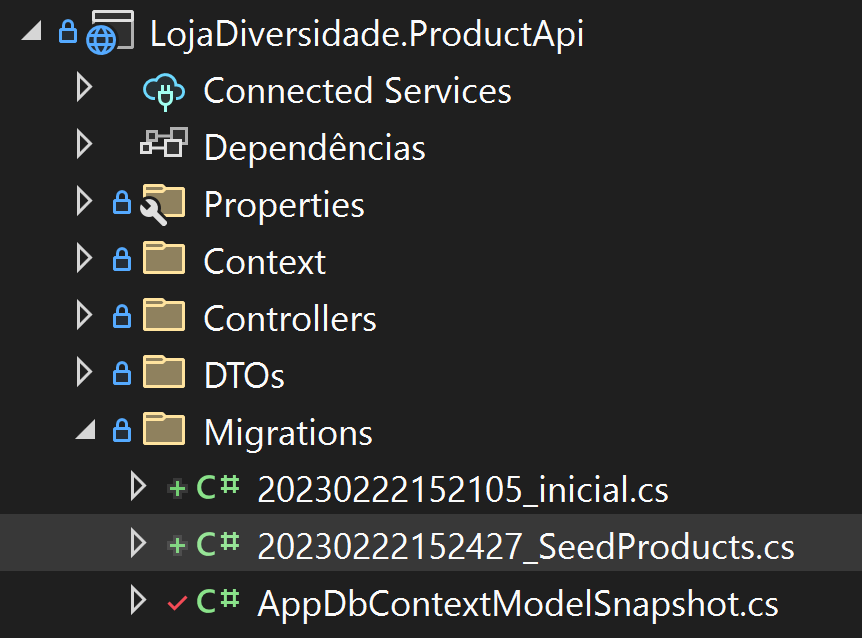 LojaDiversidade.ProductApi
Connected Services
Dependências
Properties
Context
Controllers
DTOs
Migrations
C# 20230222152105_inicial.cs
C# 20230222152427_SeedProducts.cs
C# AppDbContextModelSnapshot.cs